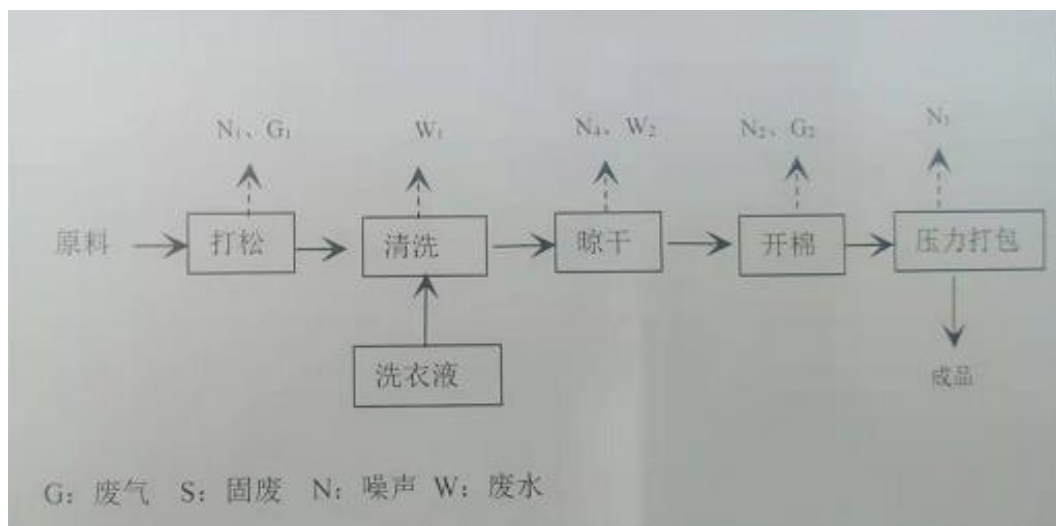 N₁、G₁
W₁
N₄、W₂
N₂、G₂
N₃
原料
打松
清洗
晾干
开棉
压力打包
洗衣液
成品
G：废气 S：固废 N：噪声 W：废水